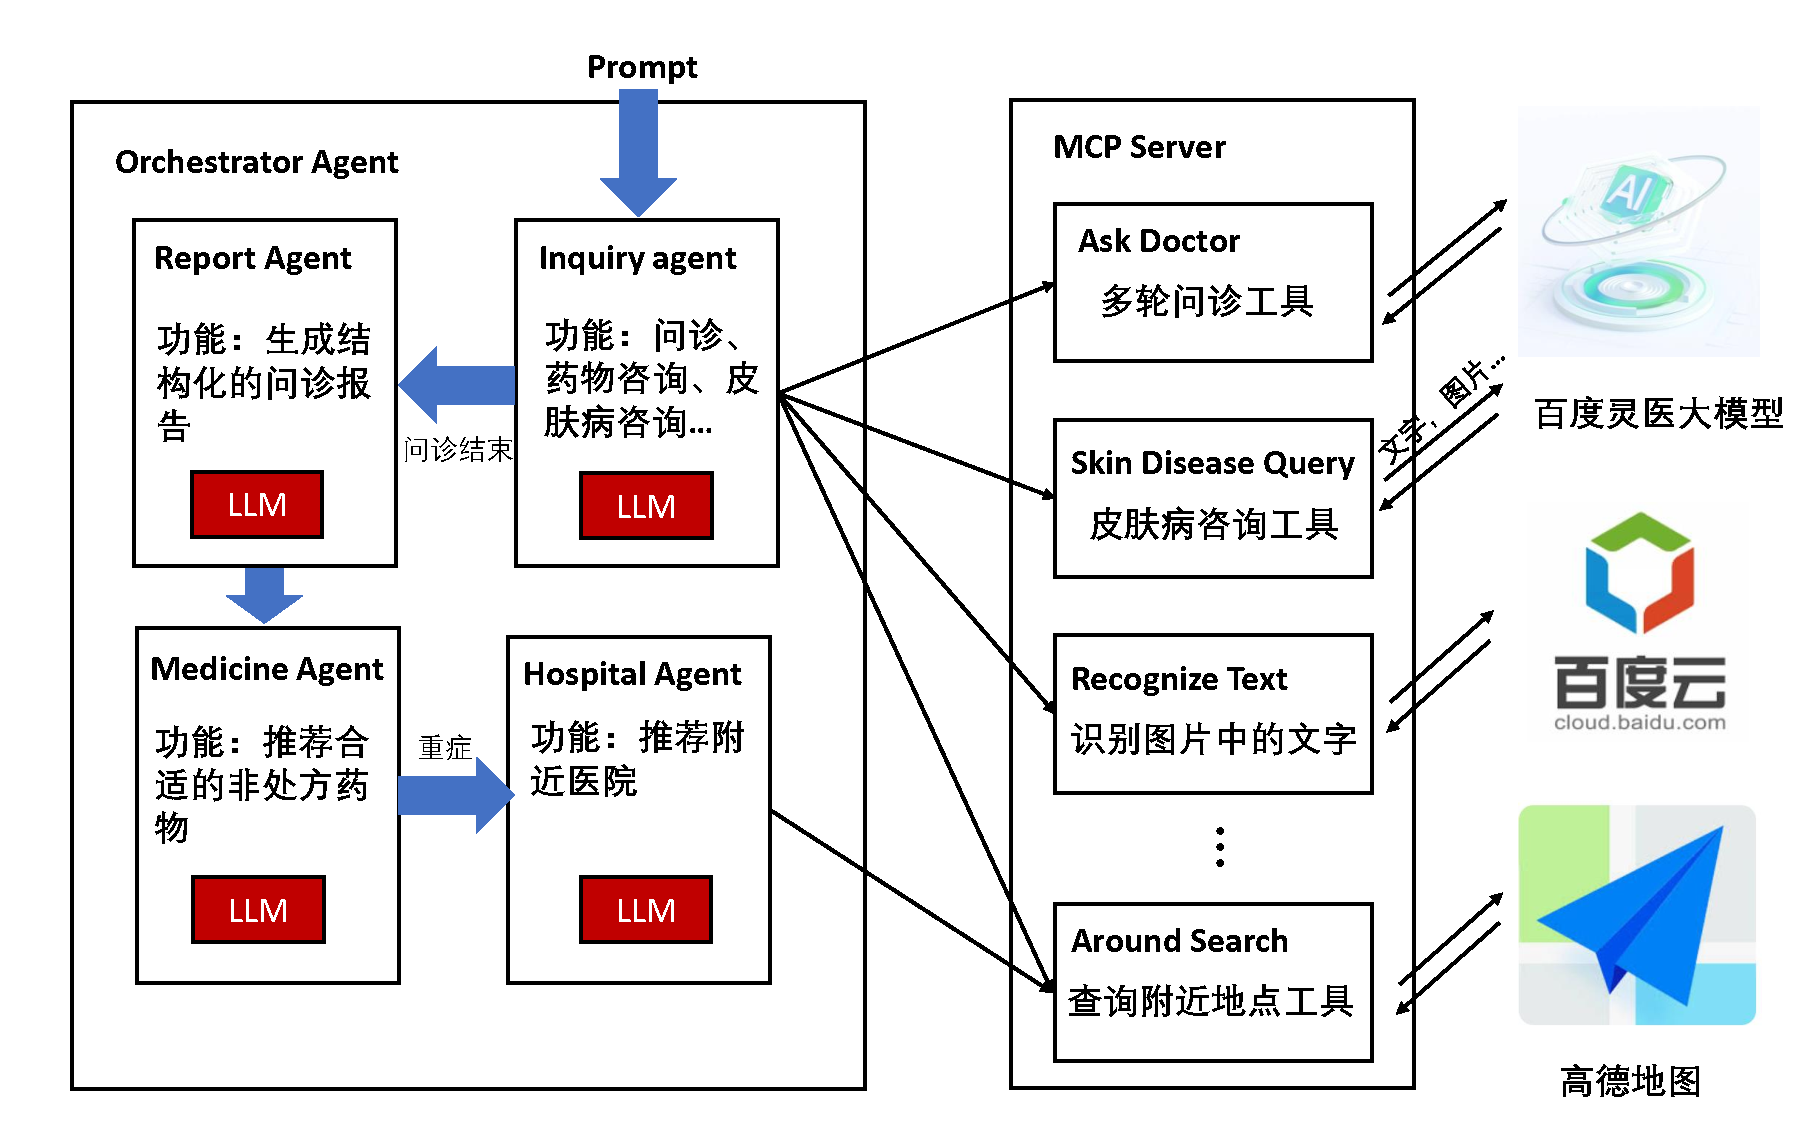 Prompt
Orchestrator Agent
Report Agent
功能：生成结
构化的问诊报
告
LLM
Inquiry agent
功能：问诊、
药物咨询、皮
肤病咨询...
LLM
问诊结束
Medicine Agent
功能：推荐合
适的非处方药
物
LLM
重症
Hospital Agent
功能：推荐附
近医院
LLM
MCP Server
Ask Doctor
多轮问诊工具
Skin Disease Query
皮肤病咨询工具
Recognize Text
识别图片中的文字
⋮
Around Search
查询附近地点工具
文字，图片...
AI
百度灵医大模型
百度云
cloud.baidu.com
高德地图